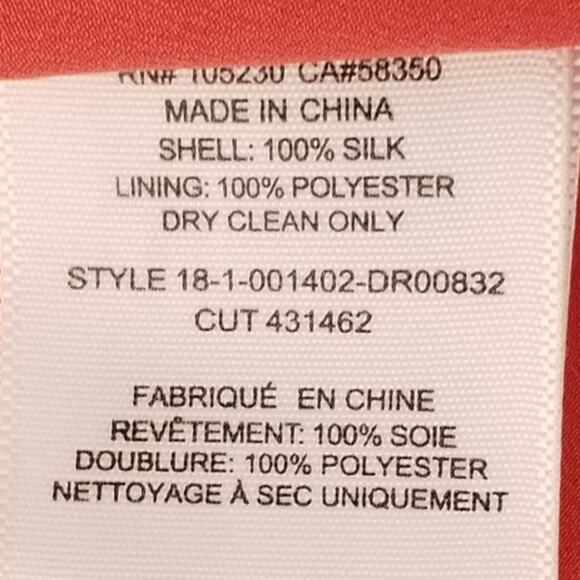 RN# 105230 CA#58350
MADE IN CHINA
SHELL: 100% SILK
LINING: 100% POLYESTER
DRY CLEAN ONLY
STYLE 18-1-001402-DR00832
CUT 431462
FABRIQUÉ EN CHINE
REVÊTEMENT: 100% SOIE
DOUBLURE: 100% POLYESTER
NETTOYAGE À SEC UNIQUEMENT